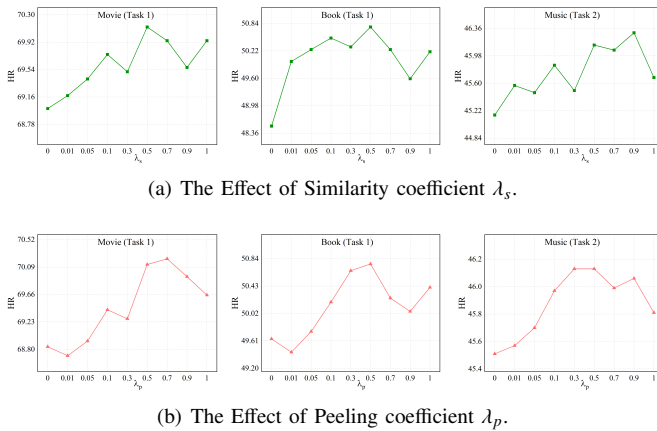 Movie (Task 1)
HR
70.30
69.92
69.54
69.16
68.78
0 0.01 0.05 0.1 0.3 0.5 0.7 0.9 1
λs
Book (Task 1)
HR
50.84
50.22
49.60
48.98
48.36
0 0.01 0.05 0.1 0.3 0.5 0.7 0.9 1
λs
Music (Task 2)
HR
46.36
45.98
45.60
45.22
44.84
0 0.01 0.05 0.1 0.3 0.5 0.7 0.9 1
λs
(a) The Effect of Similarity coefficient λs.
Movie (Task 1)
HR
70.52
70.09
69.66
69.23
68.80
0 0.01 0.05 0.1 0.3 0.5 0.7 0.9 1
λp
Book (Task 1)
HR
50.84
50.43
50.02
49.61
49.20
0 0.01 0.05 0.1 0.3 0.5 0.7 0.9 1
λp
Music (Task 2)
HR
46.2
46.0
45.8
45.6
45.4
0 0.01 0.05 0.1 0.3 0.5 0.7 0.9 1
λp
(b) The Effect of Peeling coefficient λp.